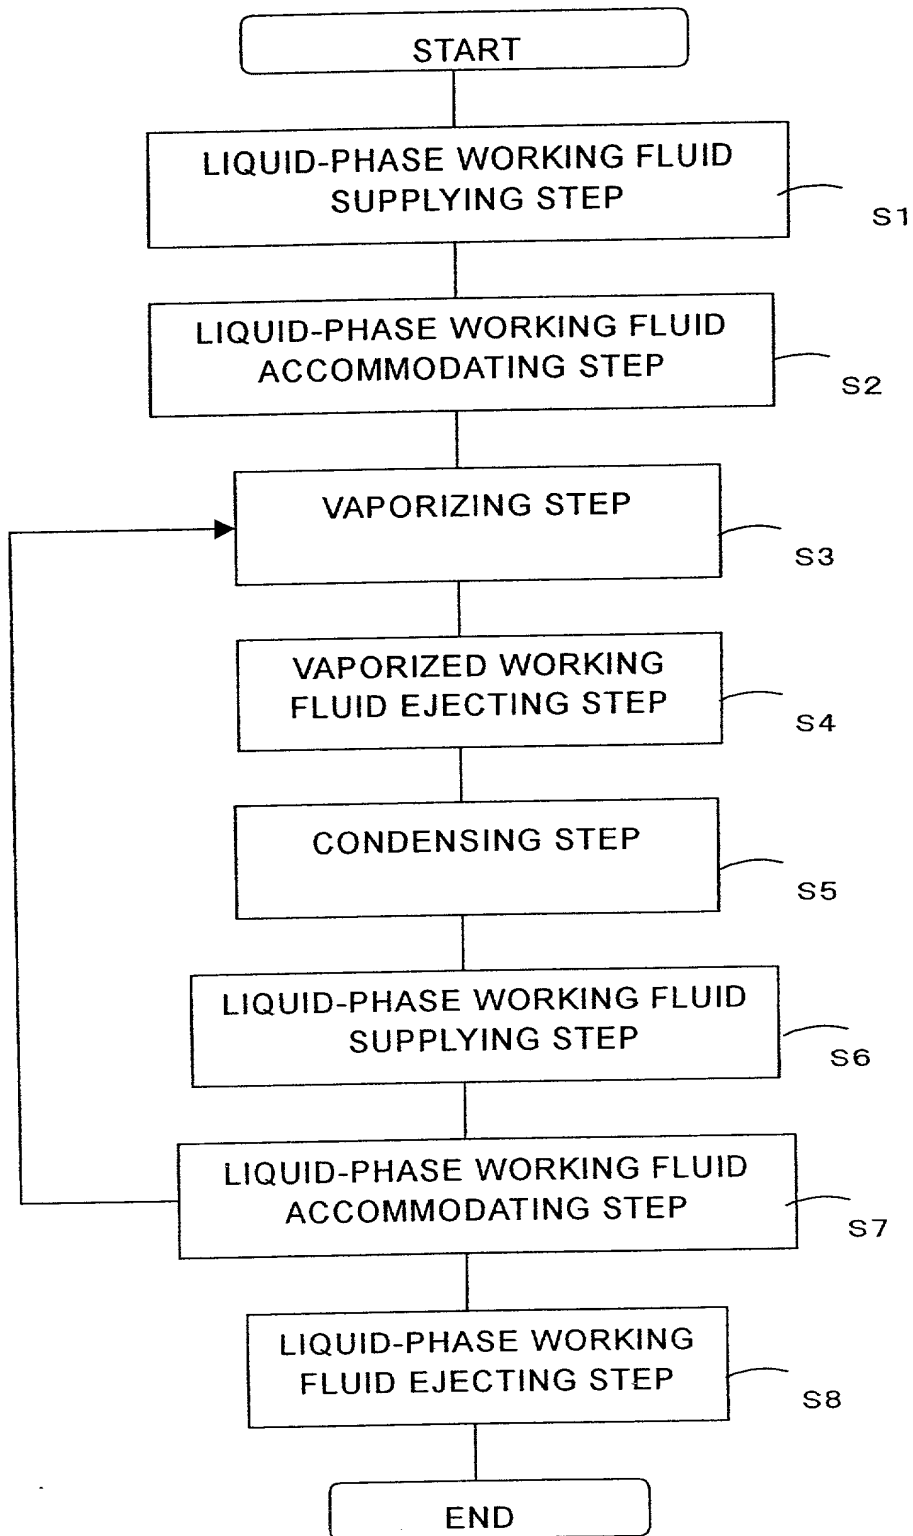 START
LIQUID-PHASE WORKING FLUID
SUPPLYING STEP
S1
LIQUID-PHASE WORKING FLUID
ACCOMMODATING STEP
S2
VAPORIZING STEP
S3
VAPORIZED WORKING
FLUID EJECTING STEP
S4
CONDENSING STEP
S5
LIQUID-PHASE WORKING FLUID
SUPPLYING STEP
S6
LIQUID-PHASE WORKING FLUID
ACCOMMODATING STEP
S7
LIQUID-PHASE WORKING
FLUID EJECTING STEP
S8
END